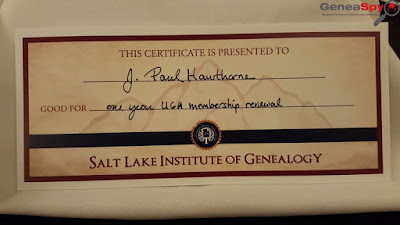 GeneaSpy
THIS CERTIFICATE IS PRESENTED TO
J. Paul Hawthorne
GOOD FOR one year UGA membership renewal
SALT LAKE INSTITUTE OF GENEALOGY